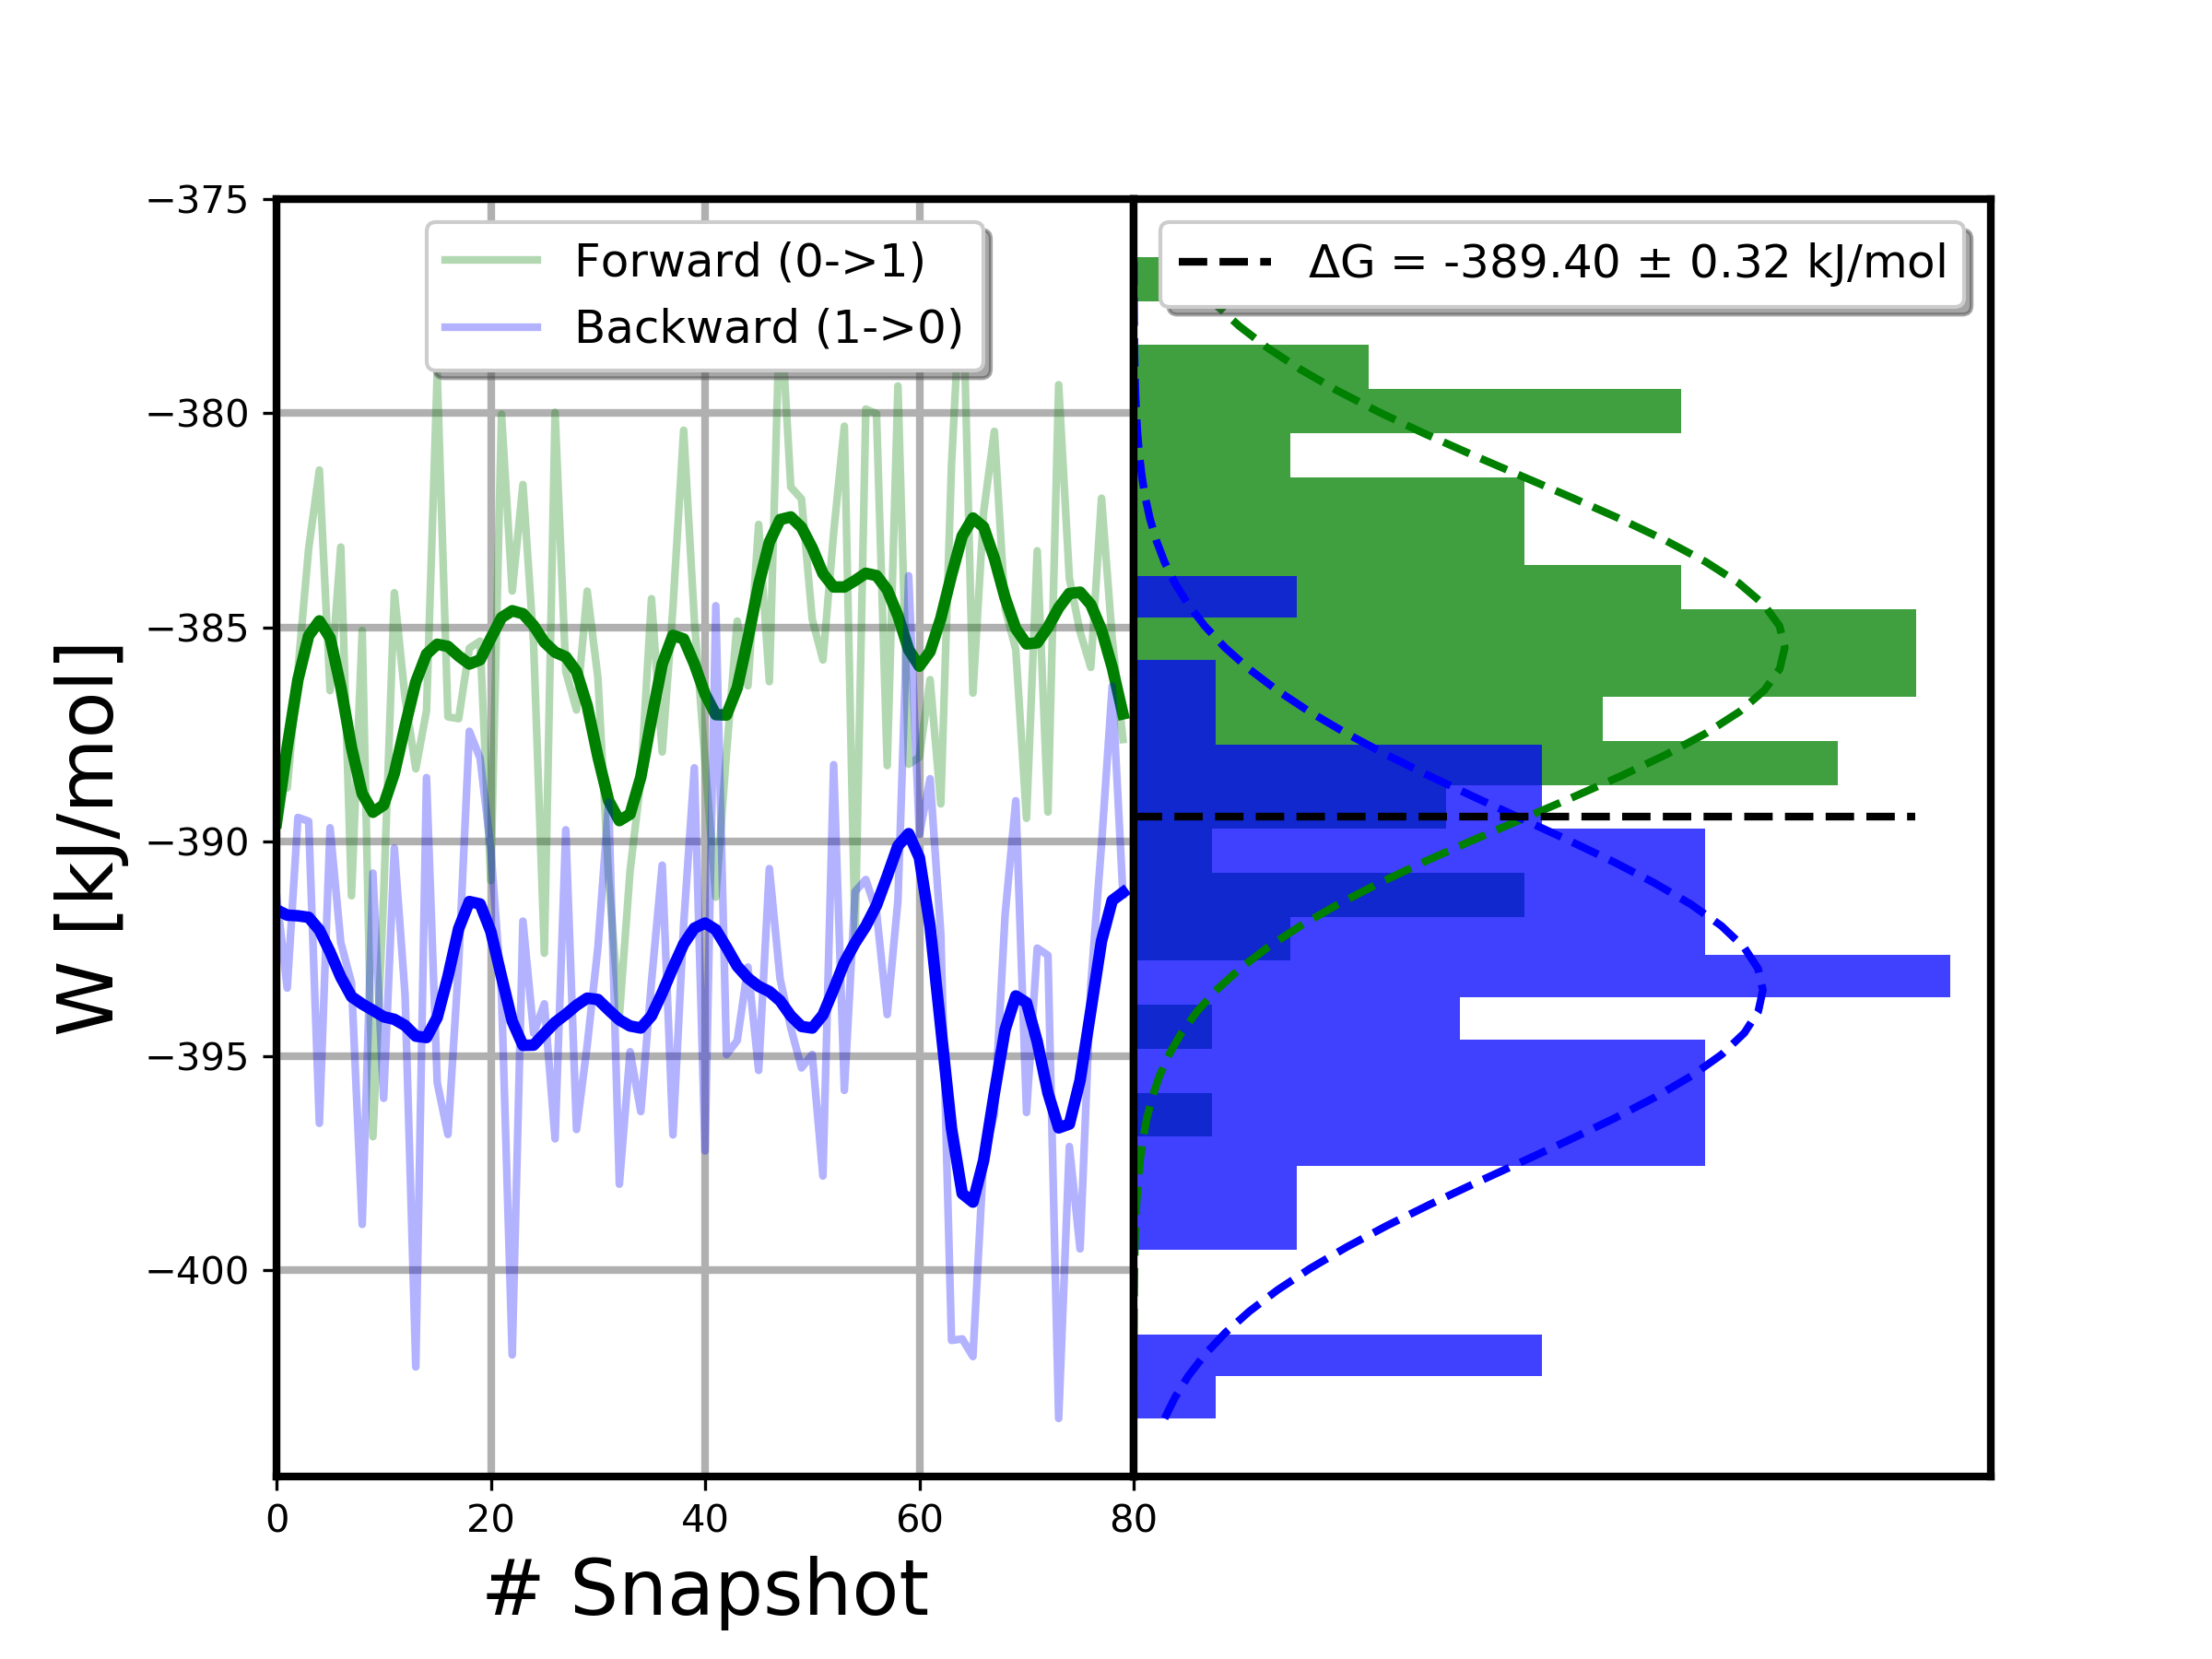 −375
−380
−385
−390
−395
−400
W [kJ/mol]
Forward (0->1)
Backward (1->0)
ΔG = -389.40 ± 0.32 kJ/mol
0 20 40 60 80
# Snapshot